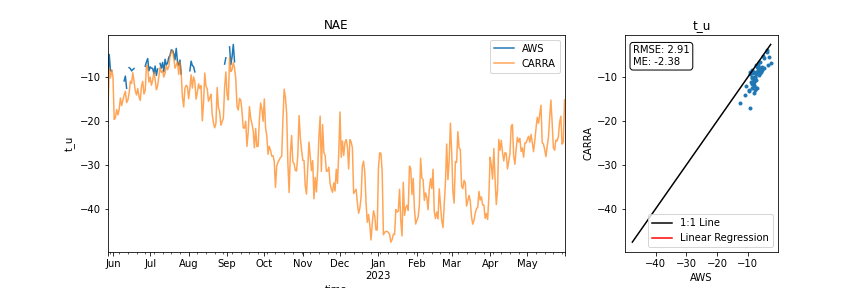 NAE
AWS
CARRA
t_u
−10
−20
−30
−40
Jun Jul Aug Sep Oct Nov Dec Jan Feb Mar Apr May
2023
time
t_u
RMSE: 2.91
ME: -2.38
CARRA
−10
−20
−30
−40
1:1 Line
Linear Regression
−40 −30 −20 −10
AWS